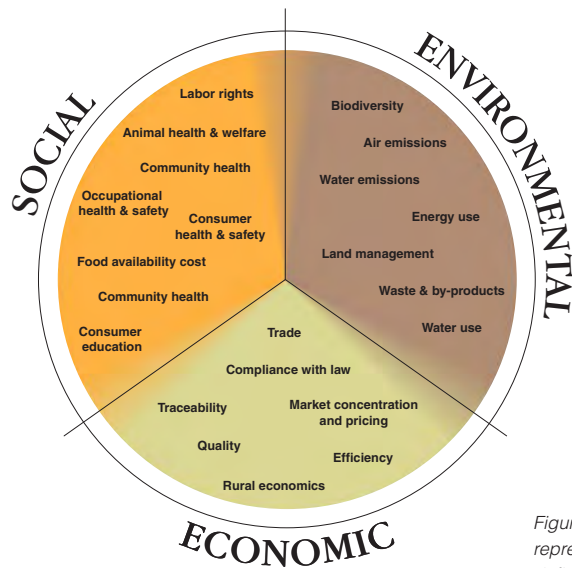 SOCIAL
Labor rights
Animal health & welfare
Community health
Occupational
health & safety
Consumer
health & safety
Food availability cost
Community health
Consumer
education
ENVIRONMENTAL
Biodiversity
Air emissions
Water emissions
Energy use
Land management
Waste & by-products
Water use
Trade
Compliance with law
Traceability
Market concentration
and pricing
Quality
Efficiency
Rural economics
ECONOMIC